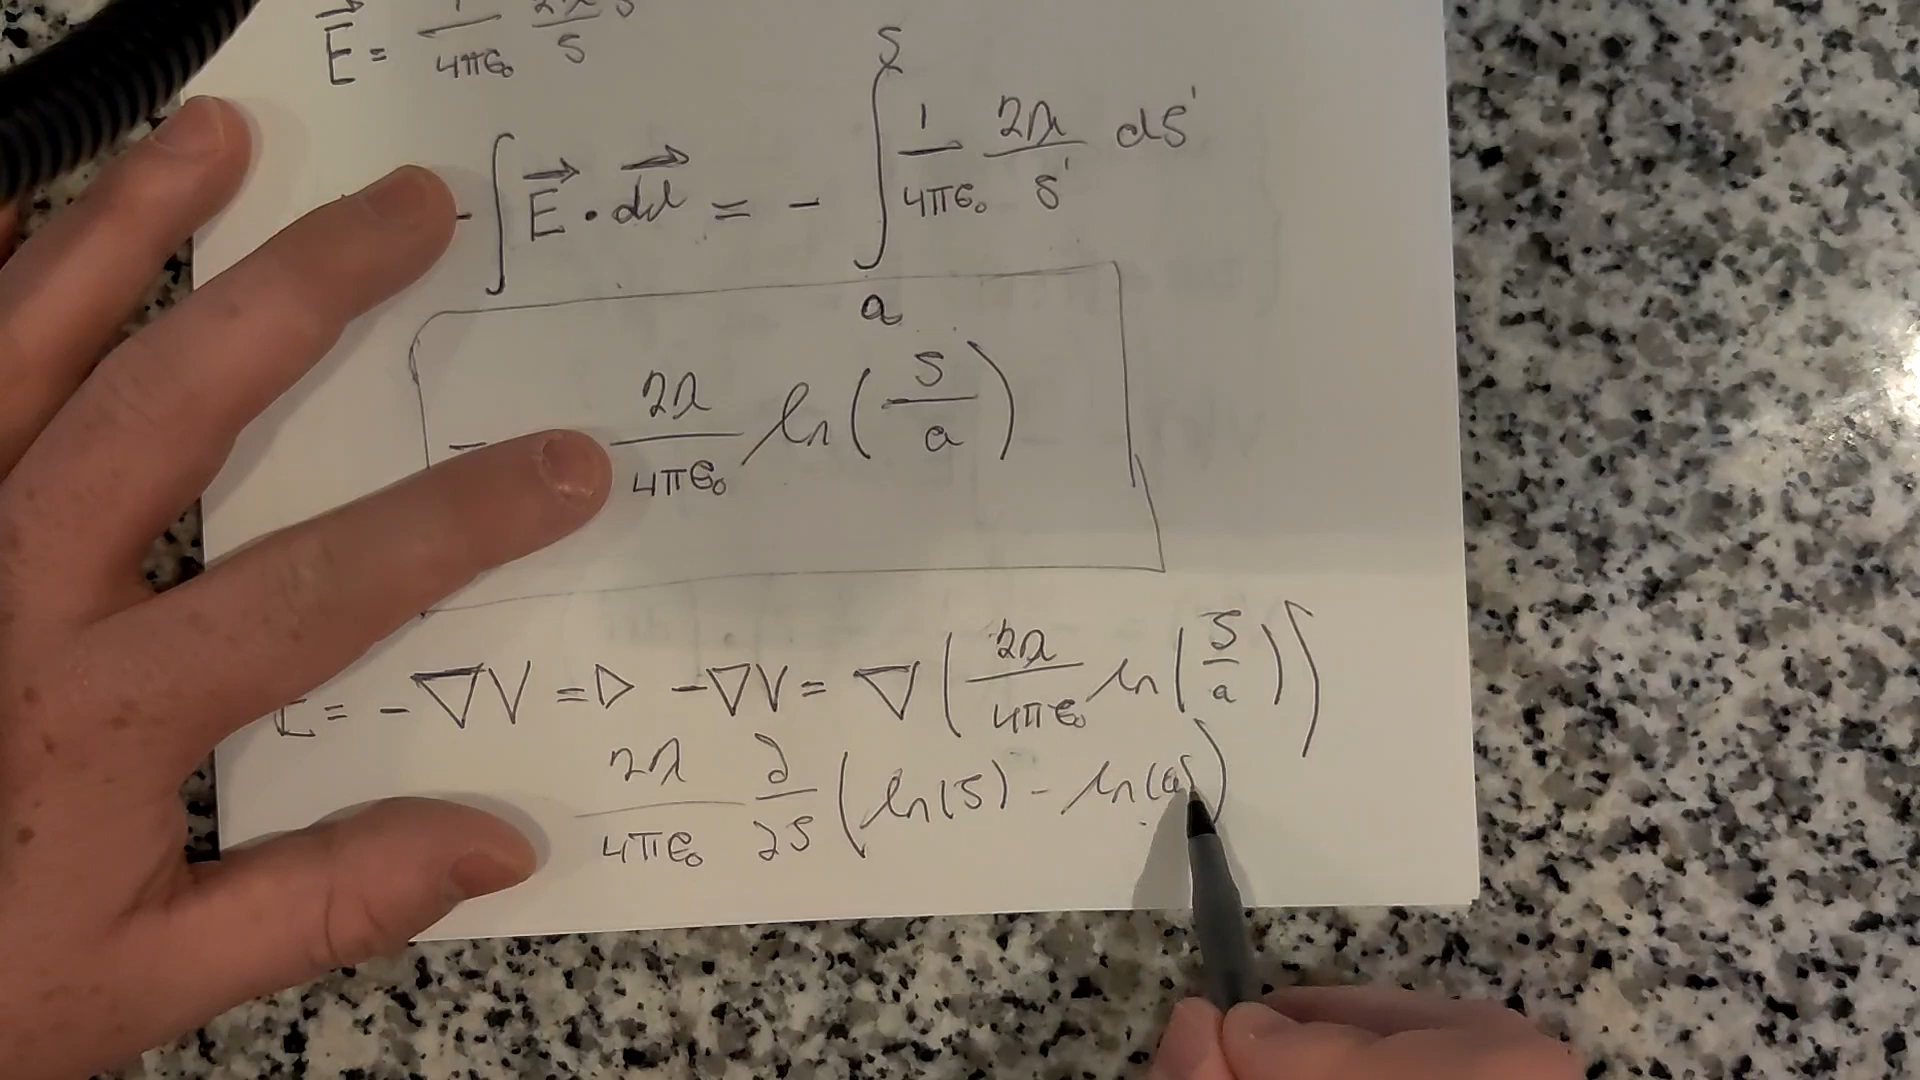 E⃗ = 1/4πε₀ 2λ/s ŝ
-∫ E⃗ · dl⃗ = - ∫ₐˢ 1/4πε₀ 2λ/s' ds'
- 2λ/4πε₀ ln(s/a)
E = -∇V => -∇V = ∇(2λ/4πε₀ ln(s/a))
2λ/4πε₀ ∂/∂s (ln(s) - ln(a))